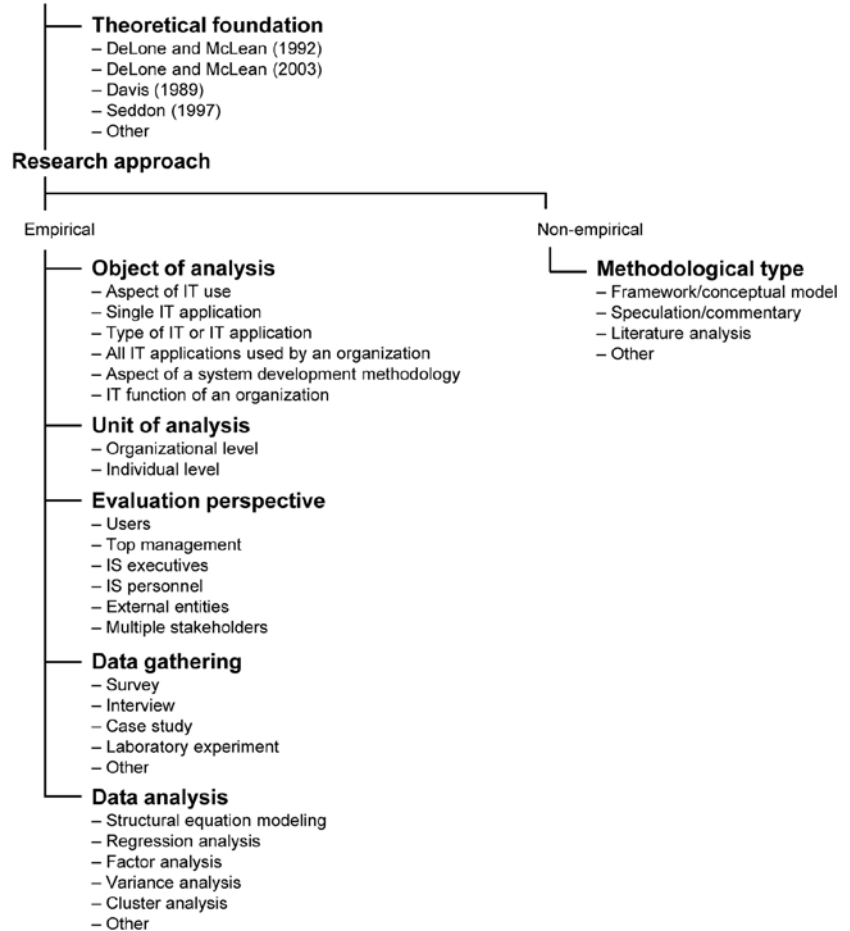 Theoretical foundation
– DeLone and McLean (1992)
– DeLone and McLean (2003)
– Davis (1989)
– Seddon (1997)
– Other
Research approach
Empirical
Non-empirical
Object of analysis
– Aspect of IT use
– Single IT application
– Type of IT or IT application
– All IT applications used by an organization
– Aspect of a system development methodology
– IT function of an organization
Unit of analysis
– Organizational level
– Individual level
Evaluation perspective
– Users
– Top management
– IS executives
– IS personnel
– External entities
– Multiple stakeholders
Data gathering
– Survey
– Interview
– Case study
– Laboratory experiment
– Other
Data analysis
– Structural equation modeling
– Regression analysis
– Factor analysis
– Variance analysis
– Cluster analysis
– Other
Methodological type
– Framework/conceptual model
– Speculation/commentary
– Literature analysis
– Other